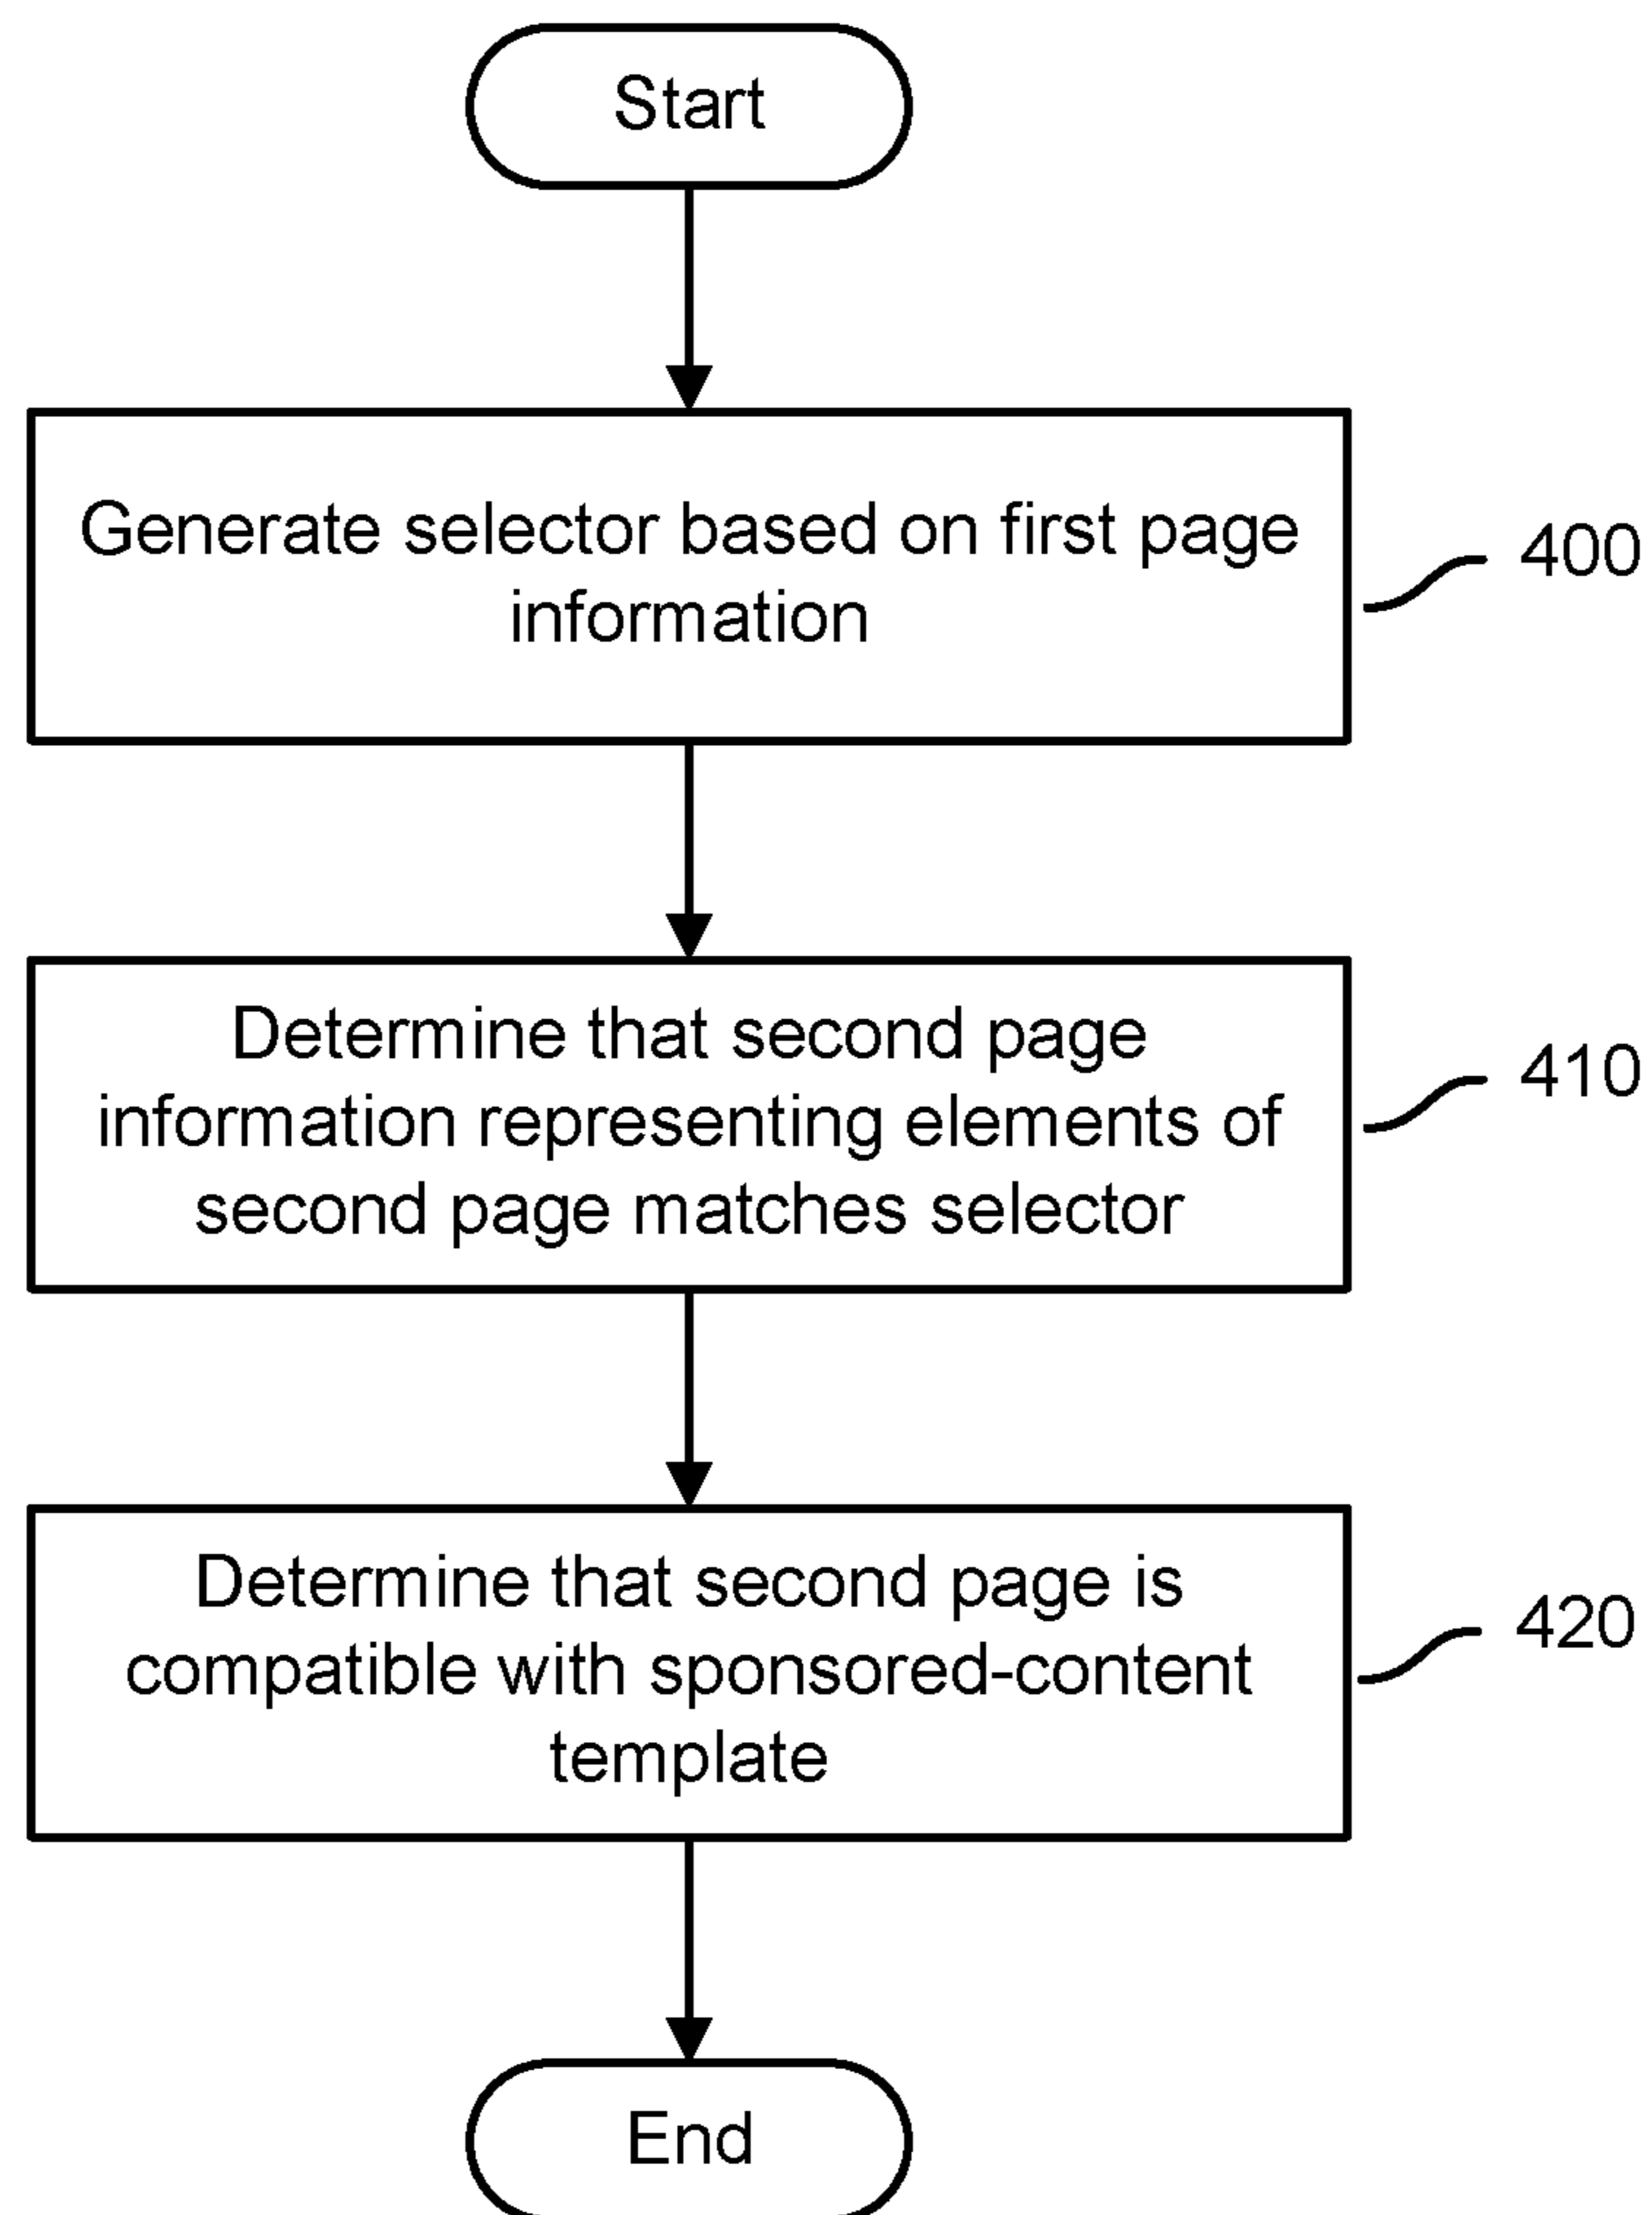 Start
Generate selector based on first page
information
400
Determine that second page
information representing elements of
second page matches selector
410
Determine that second page is
compatible with sponsored-content
template
420
End